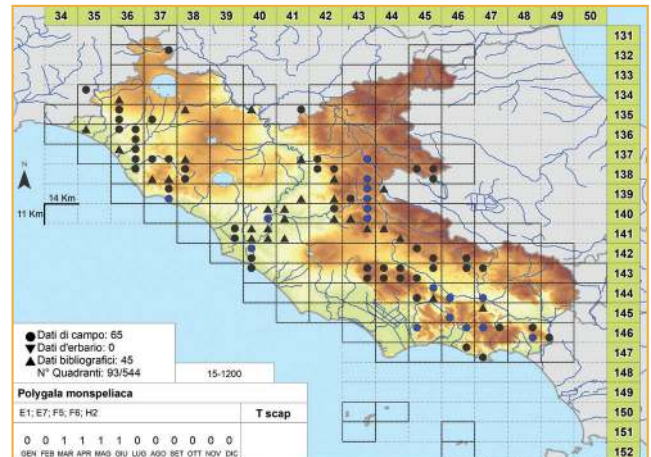 34 35 36 37 38 39 40 41 42 43 44 45 46 47 48 49 50
131
132
133
134
135
136
137
138
139
140
141
142
143
144
145
146
147
148
149
150
151
152
N
14 Km
11 Km
Dati di campo: 65
Dati d'erbario: 0
Dati bibliografici: 45
N° Quadranti: 93/544
15-1200
Polygala monspeliaca
E1; E7; F5; F6; H2
T scap
0 0 1 1 1 1 0 0 0 0 0 0
GEN FEB MAR APR MAG GIU LUG AGO SET OTT NOV DIC